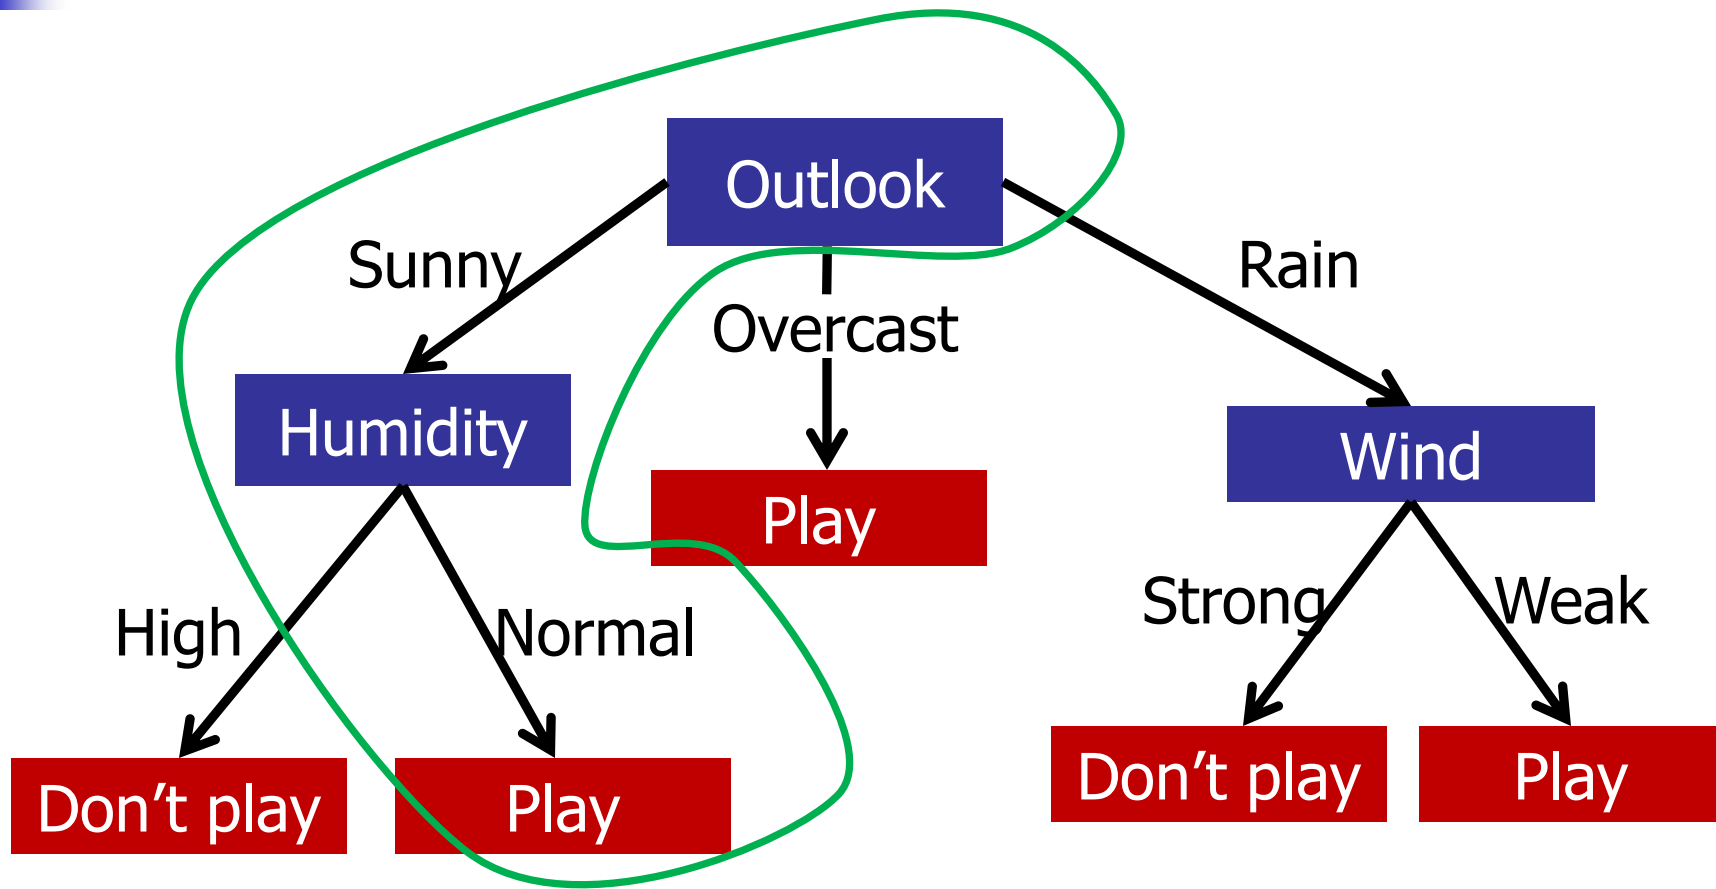 Outlook
Sunny
Rain
Overcast
Humidity
Wind
Play
Strong
Weak
High
Normal
Don’t play
Play
Don’t play
Play